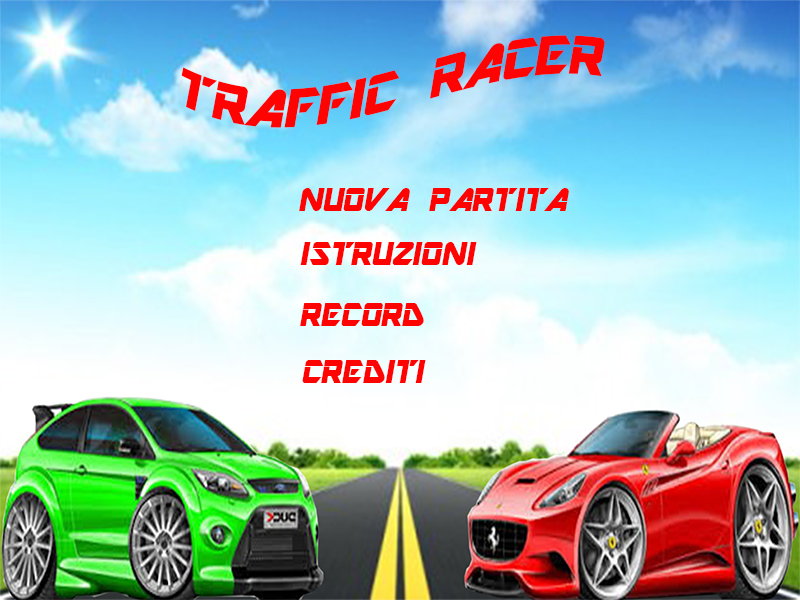 TRAFFIC RACER
NUOVA PARTITA
ISTRUZIONI
RECORD
CREDITI